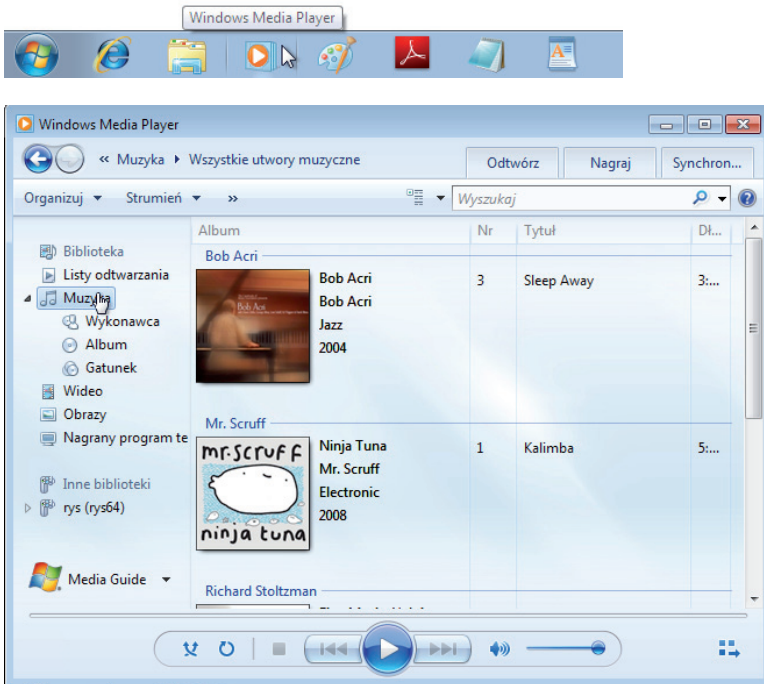 Windows Media Player
Windows Media Player
« Muzyka ▸ Wszystkie utwory muzyczne
Odtwórz Nagraj Synchron...
Organizuj Strumień » Wyszukaj
Album Nr Tytuł Dł...
Biblioteka
Listy odtwarzania
Muzyka
Wykonawca
Album
Gatunek
Wideo
Obrazy
Nagrany program te
Inne biblioteki
rys (rys64)
Media Guide
Bob Acri
Bob Acri 3 Sleep Away 3:...
Bob Acri
Jazz
2004
Mr. Scruff
mr.scruff
ninja tuna
Ninja Tuna 1 Kalimba 5:...
Mr. Scruff
Electronic
2008
Richard Stoltzman